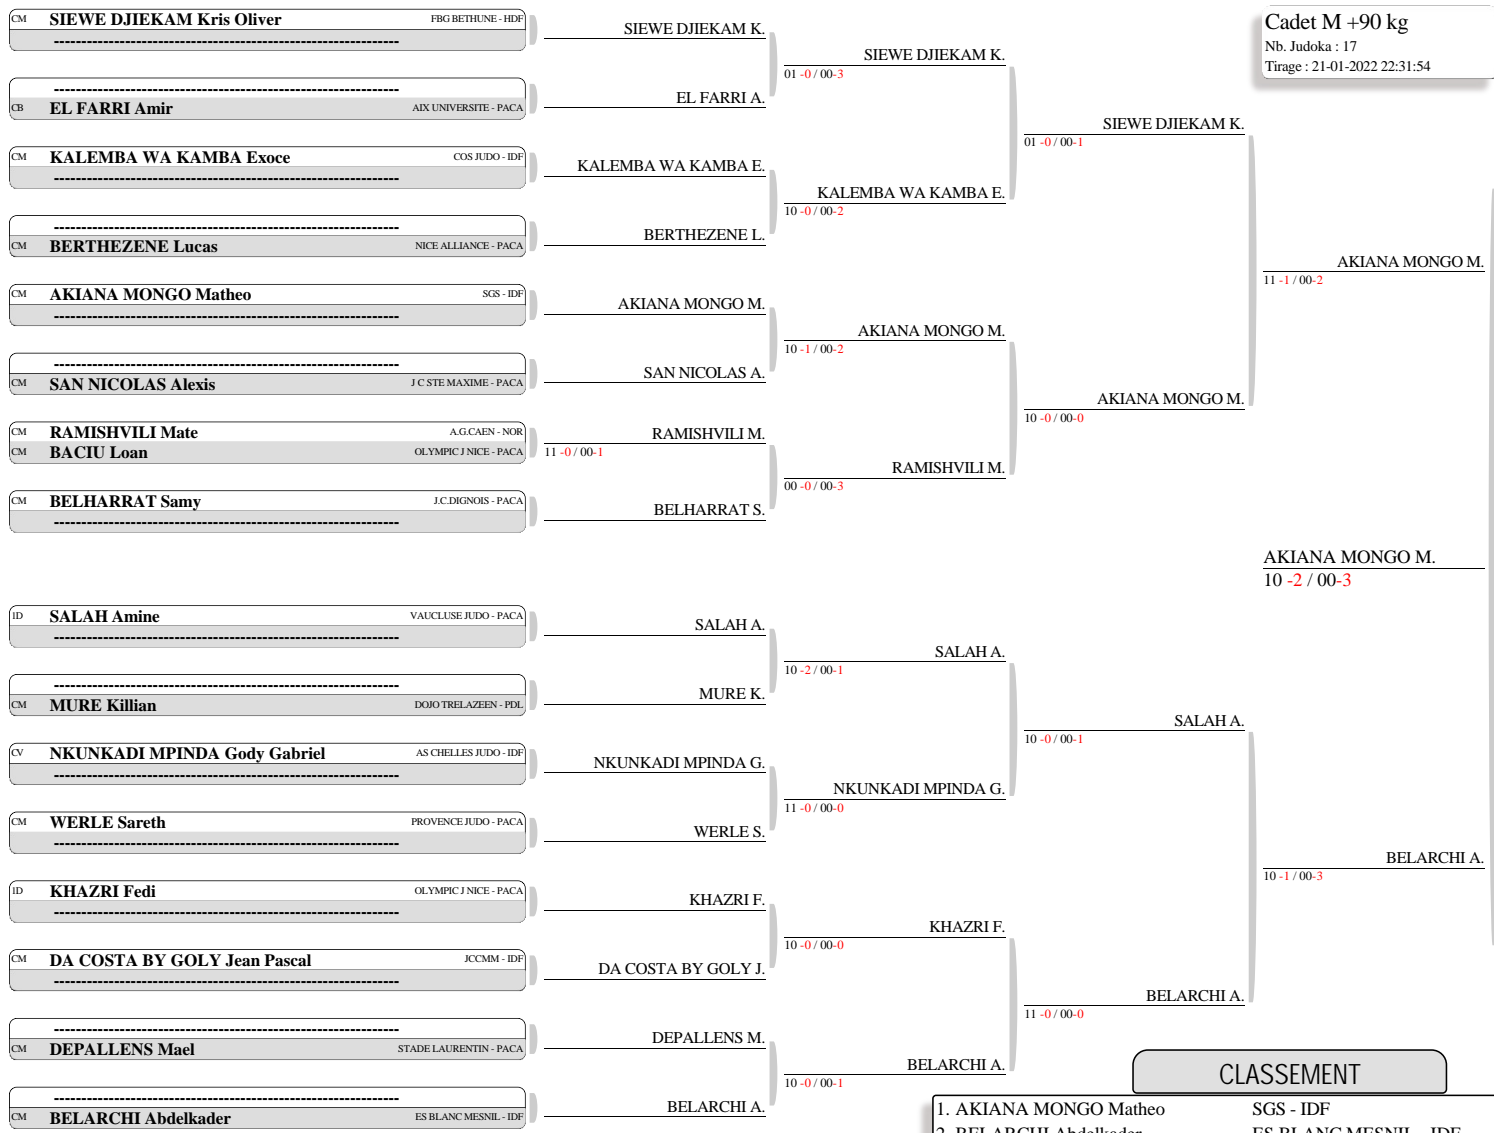 Cadet M +90 kg
Nb. Judoka : 17
Tirage : 21-01-2022 22:31:54
CM SIEWE DJIEKAM Kris Oliver FBG BETHUNE - HDF
--------------------------------------------------------------
--------------------------------------------------------------
CB EL FARRI Amir AIX UNIVERSITE - PACA
CM KALEMBA WA KAMBA Exoce COS JUDO - IDF
--------------------------------------------------------------
--------------------------------------------------------------
CM BERTHEZENE Lucas NICE ALLIANCE - PACA
CM AKIANA MONGO Matheo SGS - IDF
--------------------------------------------------------------
--------------------------------------------------------------
CM SAN NICOLAS Alexis J C STE MAXIME - PACA
CM RAMISHVILI Mate A.G.CAEN - NOR
CM BACIU Loan OLYMPIC J NICE - PACA
CM BELHARRAT Samy J.C.DIGNOIS - PACA
--------------------------------------------------------------
1D SALAH Amine VAUCLUSE JUDO - PACA
--------------------------------------------------------------
--------------------------------------------------------------
CM MURE Killian DOJO TRELAZEEN - PDL
CV NKUNKADI MPINDA Gody Gabriel AS CHELLES JUDO - IDF
--------------------------------------------------------------
CM WERLE Sareth PROVENCE JUDO - PACA
--------------------------------------------------------------
1D KHAZRI Fedi OLYMPIC J NICE - PACA
--------------------------------------------------------------
CM DA COSTA BY GOLY Jean Pascal JCCMM - IDF
--------------------------------------------------------------
--------------------------------------------------------------
CM DEPALLENS Mael STADE LAURENTIN - PACA
--------------------------------------------------------------
CM BELARCHI Abdelkader ES BLANC MESNIL - IDF
SIEWE DJIEKAM K.
EL FARRI A.
KALEMBA WA KAMBA E.
BERTHEZENE L.
AKIANA MONGO M.
SAN NICOLAS A.
RAMISHVILI M.
11 -0 / 00-1
BELHARRAT S.
SALAH A.
MURE K.
NKUNKADI MPINDA G.
WERLE S.
KHAZRI F.
DA COSTA BY GOLY J.
DEPALLENS M.
BELARCHI A.
SIEWE DJIEKAM K.
01 -0 / 00-3
KALEMBA WA KAMBA E.
10 -0 / 00-2
AKIANA MONGO M.
10 -1 / 00-2
RAMISHVILI M.
00 -0 / 00-3
SALAH A.
10 -2 / 00-1
NKUNKADI MPINDA G.
11 -0 / 00-0
KHAZRI F.
10 -0 / 00-0
BELARCHI A.
10 -0 / 00-1
SIEWE DJIEKAM K.
01 -0 / 00-1
AKIANA MONGO M.
10 -0 / 00-0
SALAH A.
10 -0 / 00-1
BELARCHI A.
11 -0 / 00-0
AKIANA MONGO M.
11 -1 / 00-2
BELARCHI A.
10 -1 / 00-3
AKIANA MONGO M.
10 -2 / 00-3
CLASSEMENT
1. AKIANA MONGO Matheo SGS - IDF
2. BELARCHI Abdelkader ES BLANC MESNIL - IDF